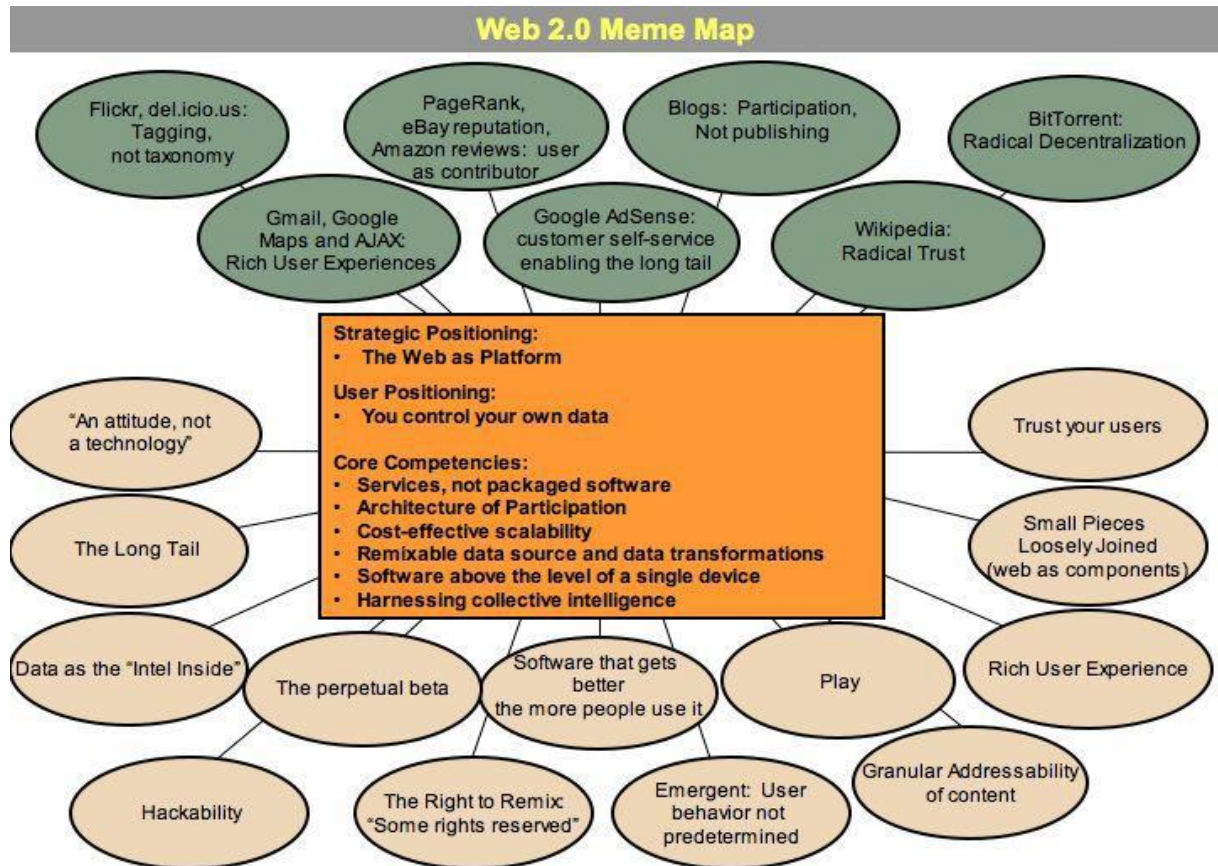 Web 2.0 Meme Map
Flickr, del.icio.us:
Tagging,
not taxonomy
PageRank,
eBay reputation,
Amazon reviews: user
as contributor
Blogs: Participation,
Not publishing
BitTorrent:
Radical Decentralization
Gmail, Google
Maps and AJAX:
Rich User Experiences
Google AdSense:
customer self-service
enabling the long tail
Wikipedia:
Radical Trust
Strategic Positioning:
• The Web as Platform
User Positioning:
• You control your own data
Core Competencies:
• Services, not packaged software
• Architecture of Participation
• Cost-effective scalability
• Remixable data source and data transformations
• Software above the level of a single device
• Harnessing collective intelligence
“An attitude, not
a technology”
Trust your users
The Long Tail
Small Pieces
Loosely Joined
(web as components)
Data as the “Intel Inside”
The perpetual beta
Software that gets
better
the more people use it
Play
Rich User Experience
Hackability
The Right to Remix:
“Some rights reserved”
Emergent: User
behavior not
predetermined
Granular Addressability
of content